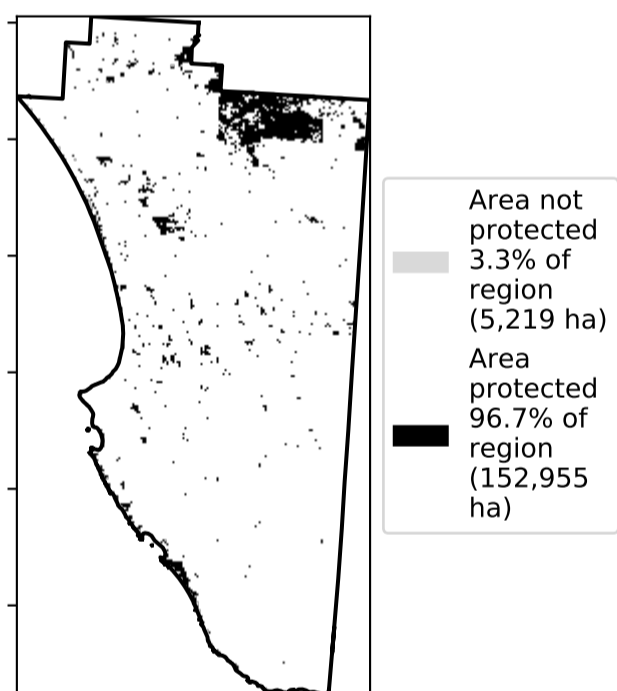 Area not
protected
3.3% of
region
(5,219 ha)
Area
protected
96.7% of
region
(152,955
ha)